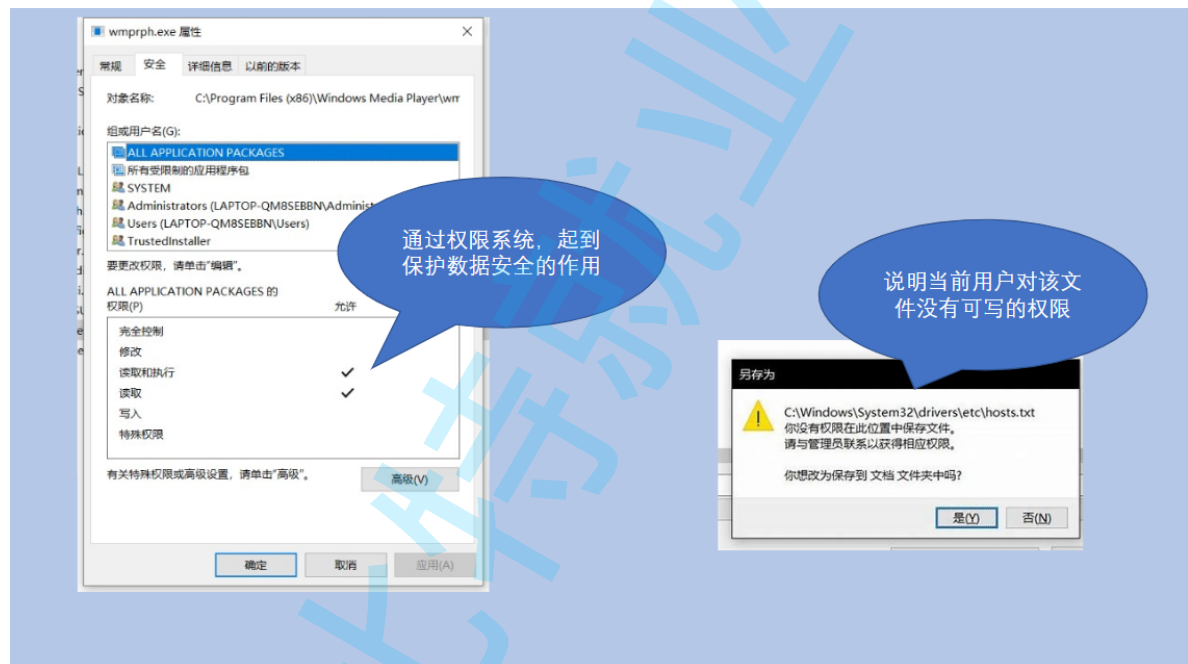 wmprph.exe 属性
常规 安全 详细信息 以前的版本
对象名称: C:\Program Files (x86)\Windows Media Player\wm
组或用户名(G):
ALL APPLICATION PACKAGES
所有受限制的应用程序包
SYSTEM
Administrators (LAPTOP-QM8SEBBN\Administ
Users (LAPTOP-QM8SEBBN\Users)
TrustedInstaller
要更改权限，请单击"编辑"。
ALL APPLICATION PACKAGES 的
权限(P) 允许
完全控制
修改
读取和执行
读取
写入
特殊权限
有关特殊权限或高级设置，请单击"高级"。
高级(V)
确定 取消 应用(A)
通过权限系统，起到
保护数据安全的作用
说明当前用户对该文
件没有可写的权限
另存为
C:\Windows\System32\drivers\etc\hosts.txt
你没有权限在此位置中保存文件。
请与管理员联系以获得相应权限。
你想改为保存到 文档 文件夹中吗?
是(Y) 否(N)